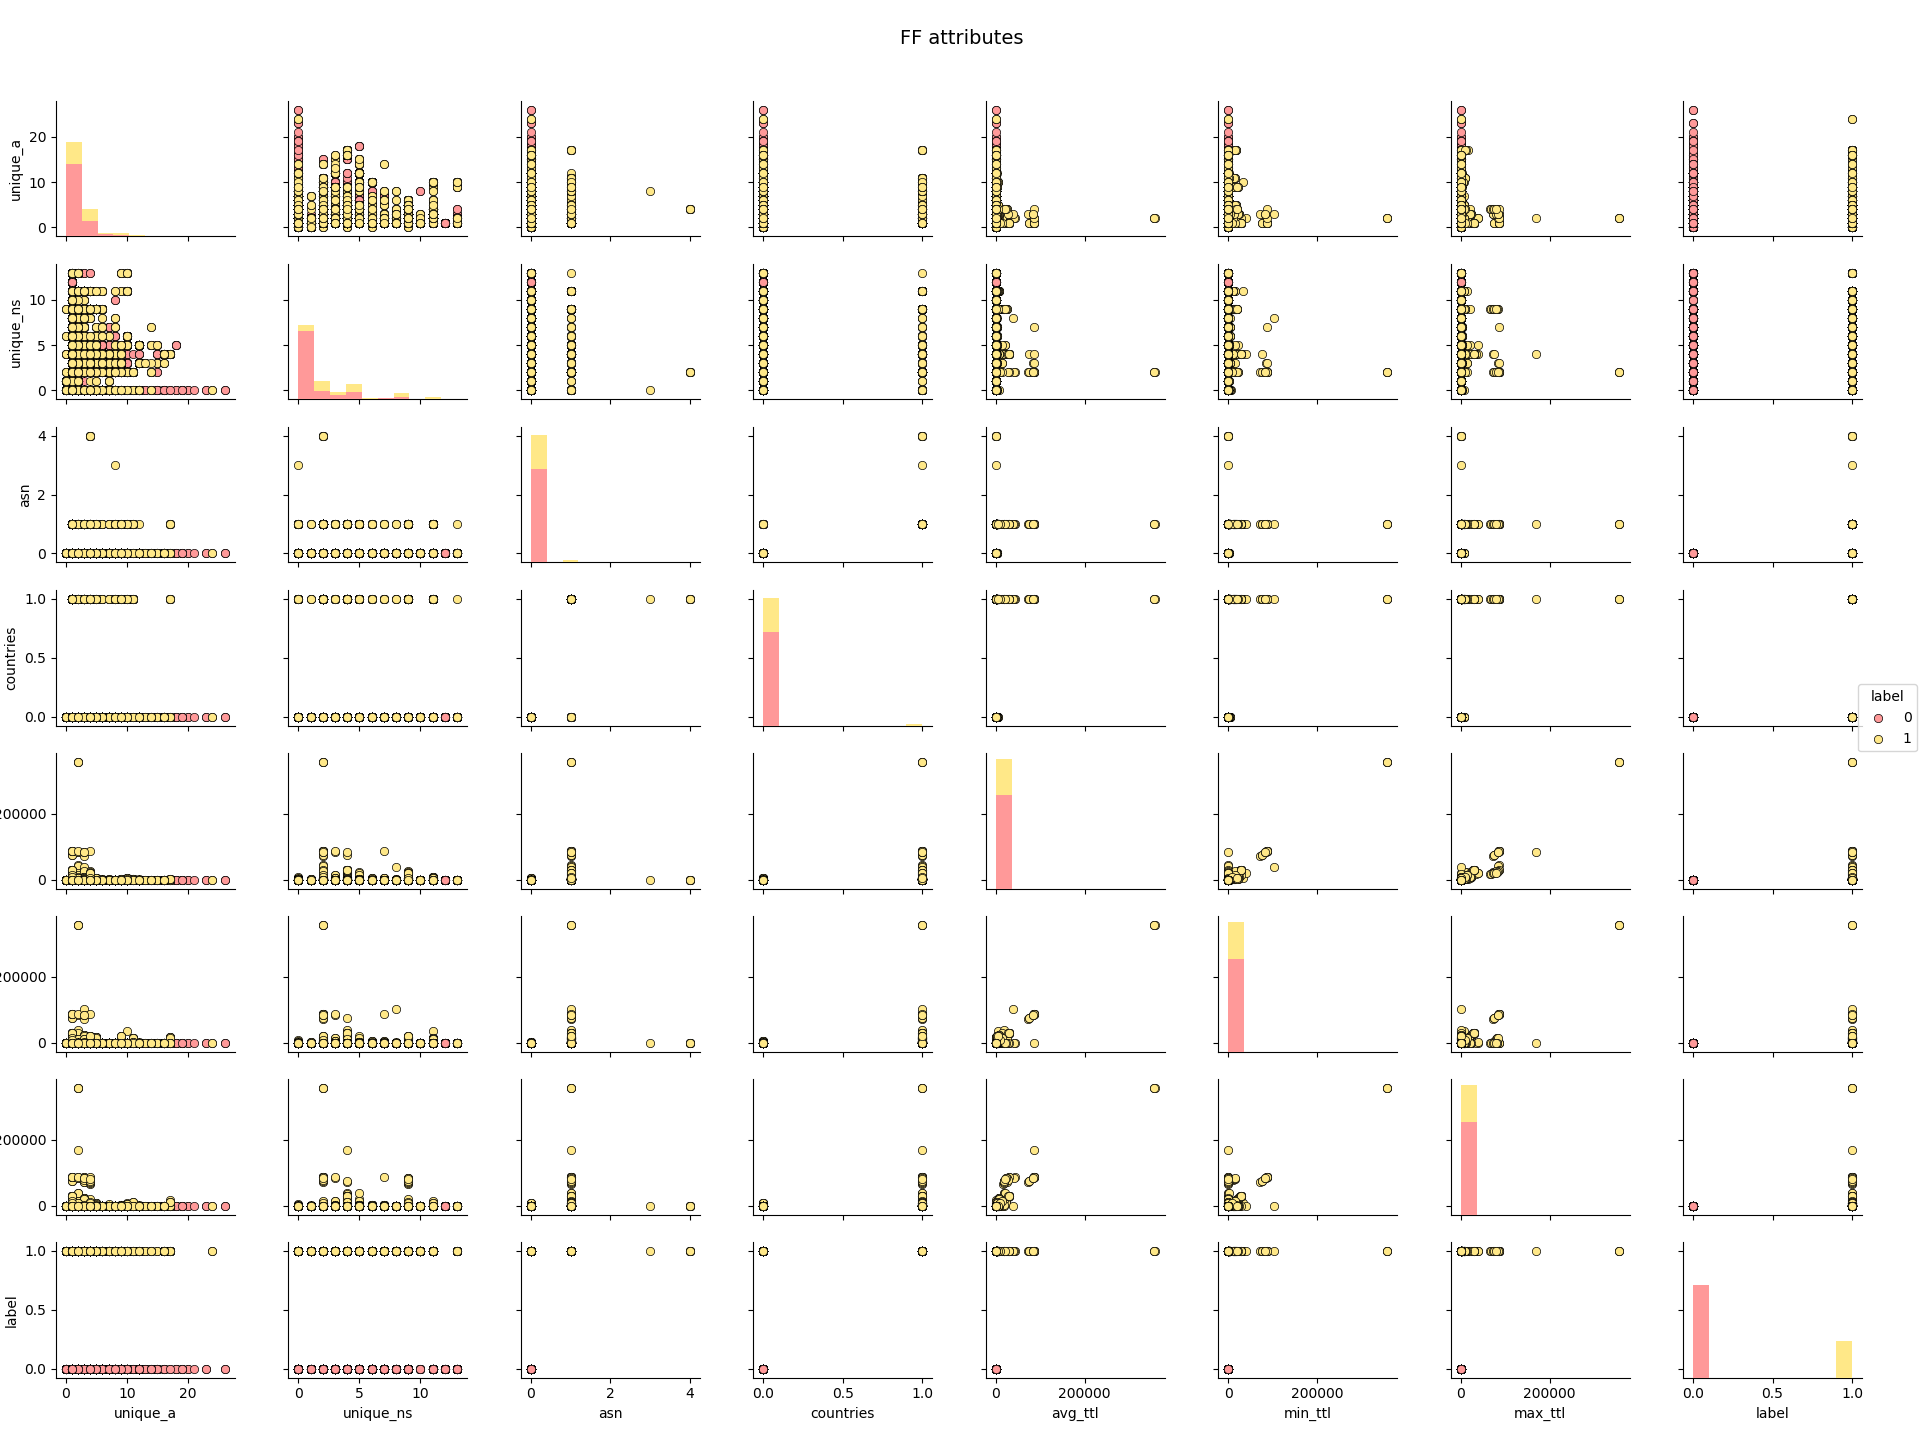 FF attributes
unique_a
20
10
0
unique_ns
10
5
0
asn
4
2
0
countries
1.0
0.5
0.0
label
0
1
200000
0
200000
0
200000
0
label
1.0
0.5
0.0
0 10 20
0 5 10
0 2 4
0.0 0.5 1.0
0 200000
0 200000
0 200000
0.0 0.5 1.0
unique_a unique_ns asn countries avg_ttl min_ttl max_ttl label